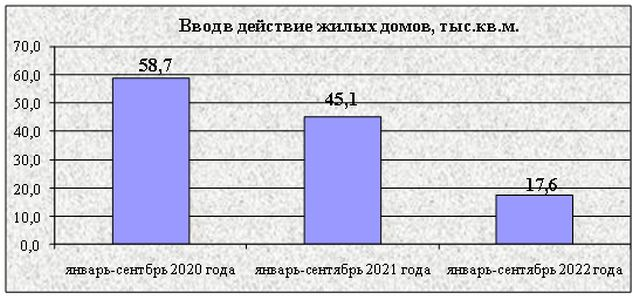 Ввод в действие жилых домов, тыс.кв.м.
70,0
60,0
50,0
40,0
30,0
20,0
10,0
0,0
58,7
45,1
17,6
январь-сентбрь 2020 года
январь-сентябрь 2021 года
январь-сентябрь 2022 года